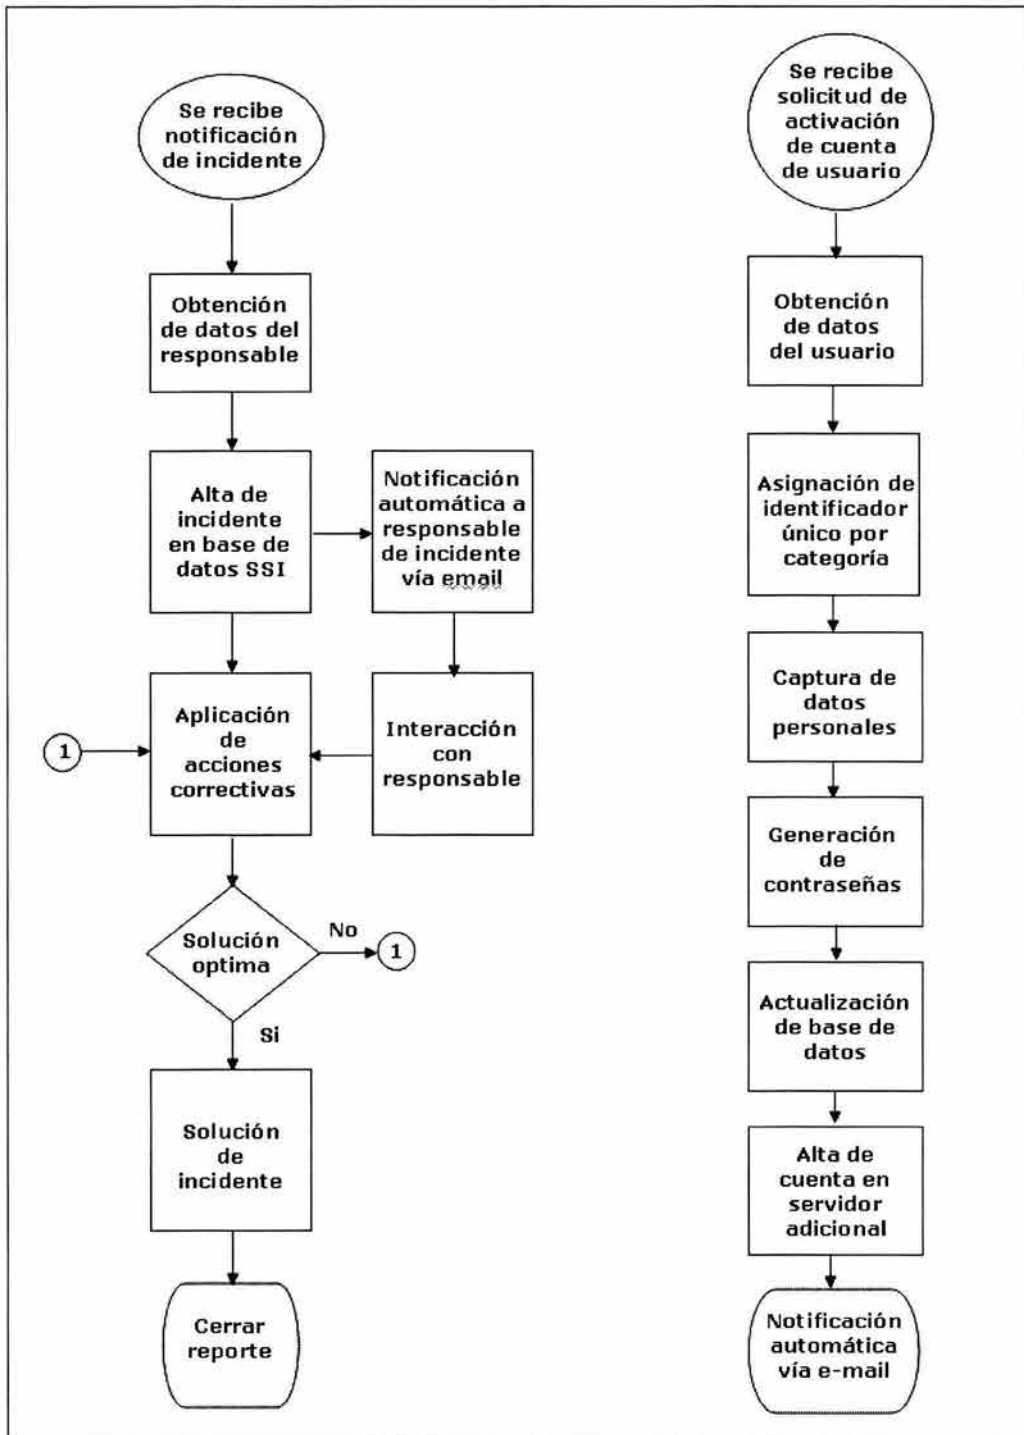 Se recibe
notificación
de incidente
Obtención
de datos del
responsable
Alta de
incidente
en base de
datos SSI
Notificación
automática a
responsable
de incidente
vía email
Aplicación
de
acciones
correctivas
Interacción
con
responsable
1
Solución
optima
No
1
Si
Solución
de
incidente
Cerrar
reporte
Se recibe
solicitud de
activación
de cuenta
de usuario
Obtención
de datos
del usuario
Asignación de
identificador
único por
categoría
Captura de
datos
personales
Generación
de
contraseñas
Actualización
de base de
datos
Alta de
cuenta en
servidor
adicional
Notificación
automática
vía e-mail